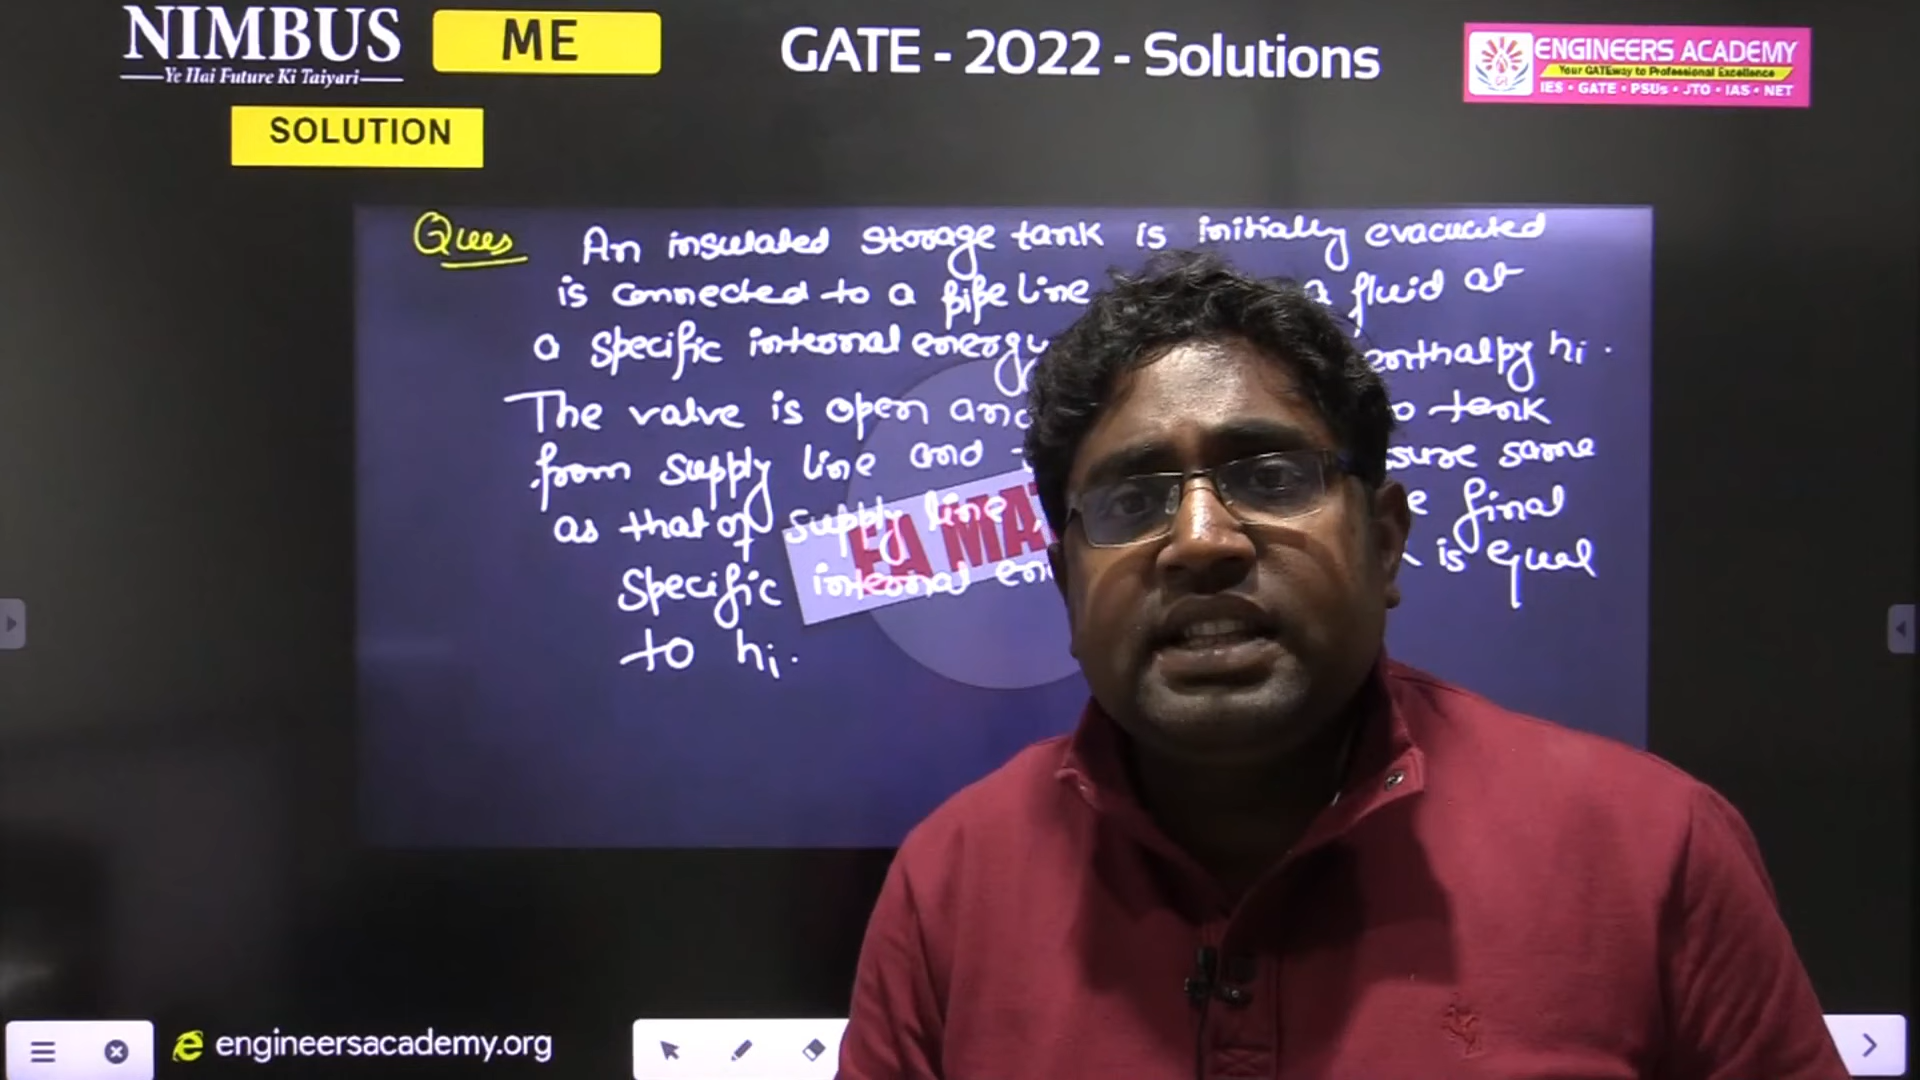 NIMBUS
Ye Hai Future Ki Taiyari
ME
GATE - 2022 - Solutions
ENGINEERS ACADEMY
Your GATEway to Professional Excellence
IES • GATE • PSUs • JTO • IAS • NET
SOLUTION
Ques An insulated storage tank is initially evacuated
is connected to a pipe line a fluid at
a specific internal energy enthalpy hi.
The valve is open and tank
from supply line and same
as that of supply line, final
Specific internal is equal
to hi.
EA
engineersacademy.org